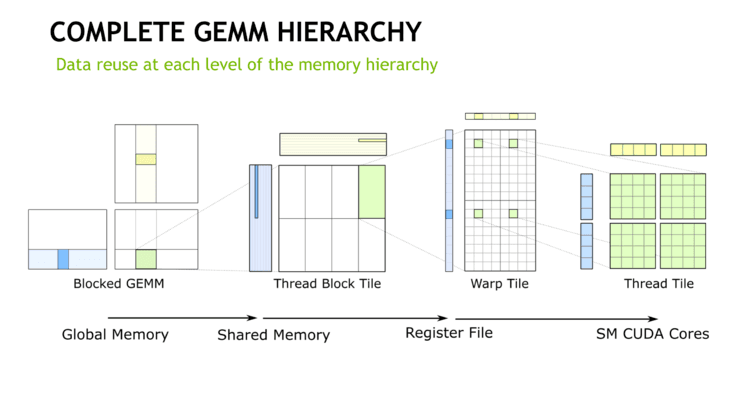 COMPLETE GEMM HIERARCHY
Data reuse at each level of the memory hierarchy
Blocked GEMM
Thread Block Tile
Warp Tile
Thread Tile
Global Memory
Shared Memory
Register File
SM CUDA Cores